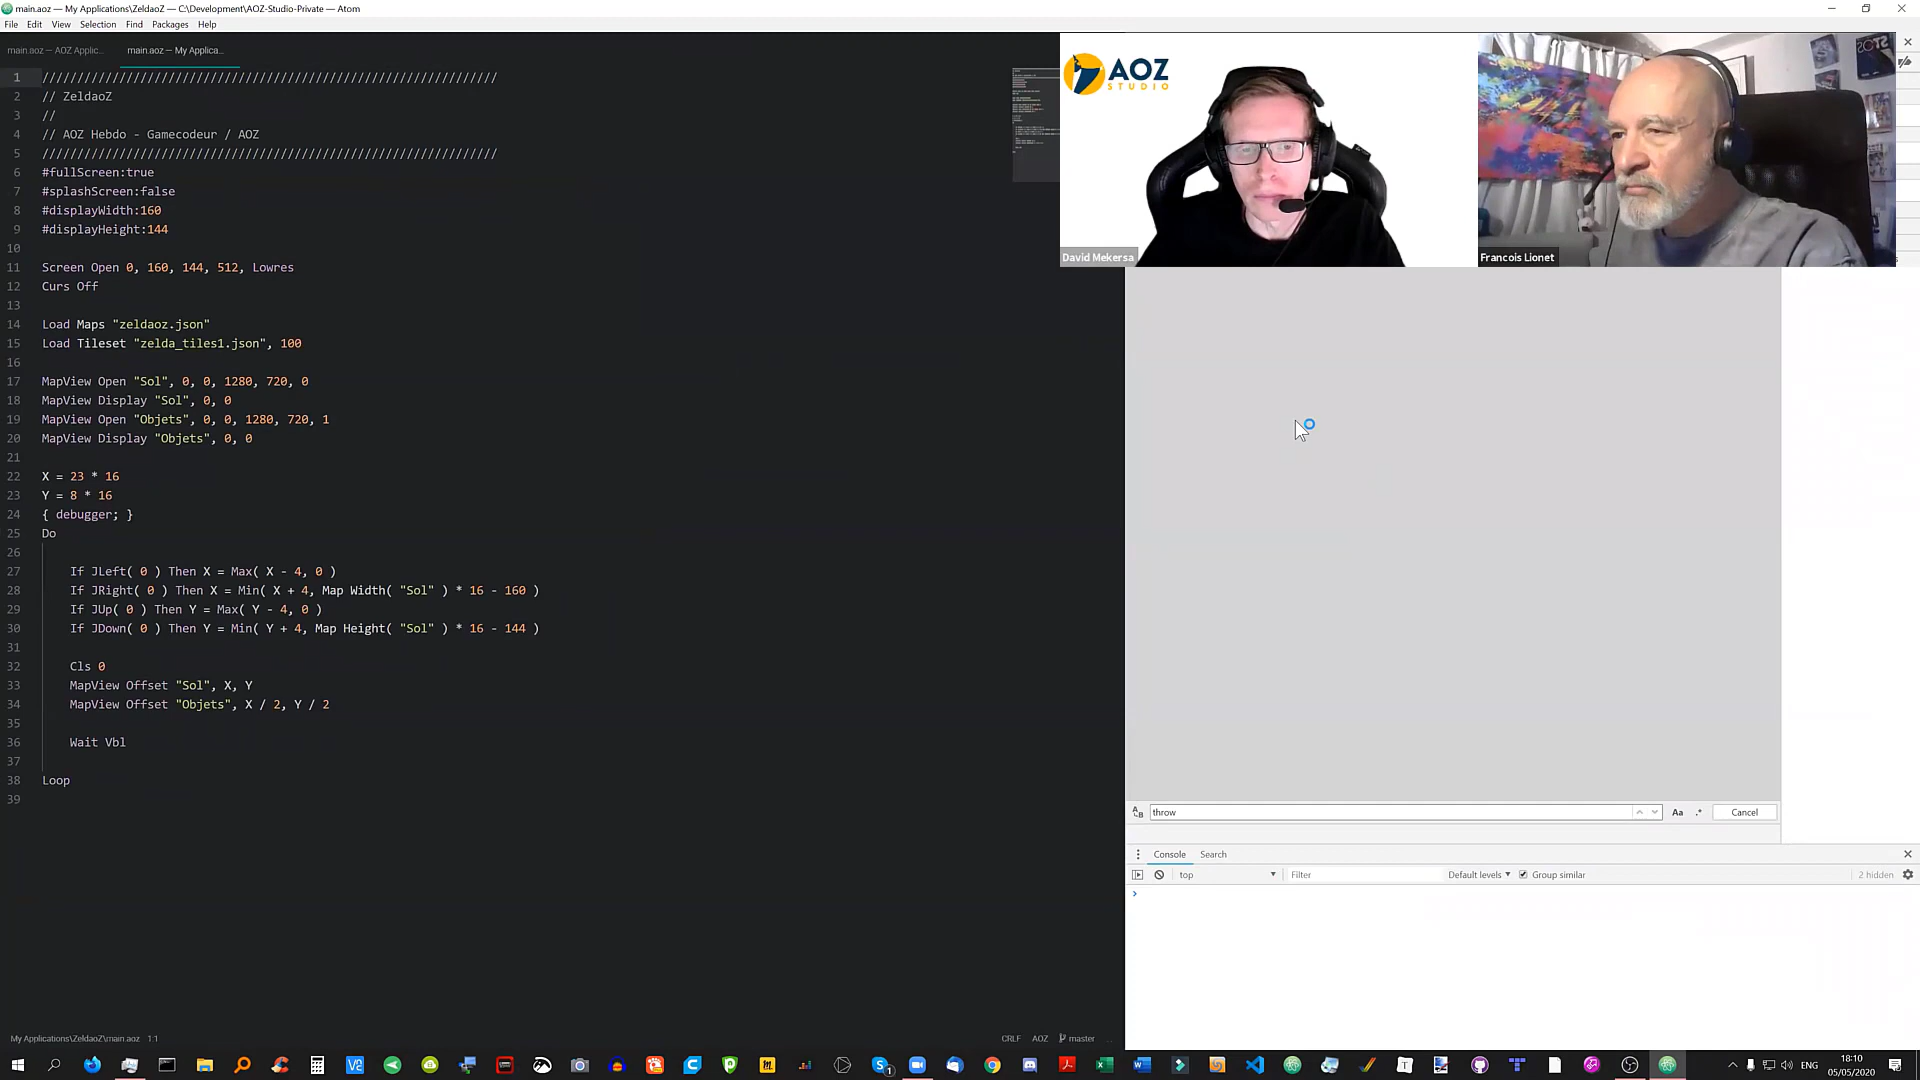 main.aoz — My Applications\ZeldaoZ — C:\Development\AOZ-Studio-Private — Atom
File Edit View Selection Find Packages Help
main.aoz — AOZ Applic... main.aoz — My Applica...
1 /////////////////////////////////////////////////////////////////
2 // ZeldaoZ
3 //
4 // AOZ Hebdo - Gamecodeur / AOZ
5 /////////////////////////////////////////////////////////////////
6 #fullScreen:true
7 #splashScreen:false
8 #displayWidth:160
9 #displayHeight:144
10
11 Screen Open 0, 160, 144, 512, Lowres
12 Curs Off
13
14 Load Maps "zeldaoz.json"
15 Load Tileset "zelda_tiles1.json", 100
16
17 MapView Open "Sol", 0, 0, 1280, 720, 0
18 MapView Display "Sol", 0, 0
19 MapView Open "Objets", 0, 0, 1280, 720, 1
20 MapView Display "Objets", 0, 0
21
22 X = 23 * 16
23 Y = 8 * 16
24 { debugger; }
25 Do
26
27 If JLeft( 0 ) Then X = Max( X - 4, 0 )
28 If JRight( 0 ) Then X = Min( X + 4, Map Width( "Sol" ) * 16 - 160 )
29 If JUp( 0 ) Then Y = Max( Y - 4, 0 )
30 If JDown( 0 ) Then Y = Min( Y + 4, Map Height( "Sol" ) * 16 - 144 )
31
32 Cls 0
33 MapView Offset "Sol", X, Y
34 MapView Offset "Objets", X / 2, Y / 2
35
36 Wait Vbl
37
38 Loop
39
AOZ
STUDIO
David Mekersa
Francois Lionet
throw
Aa .* Cancel
Console Search
top Filter Default levels Group similar 2 hidden
My Applications\ZeldaoZ\main.aoz 1:1
CRLF AOZ master
ENG
18:10
05/05/2020